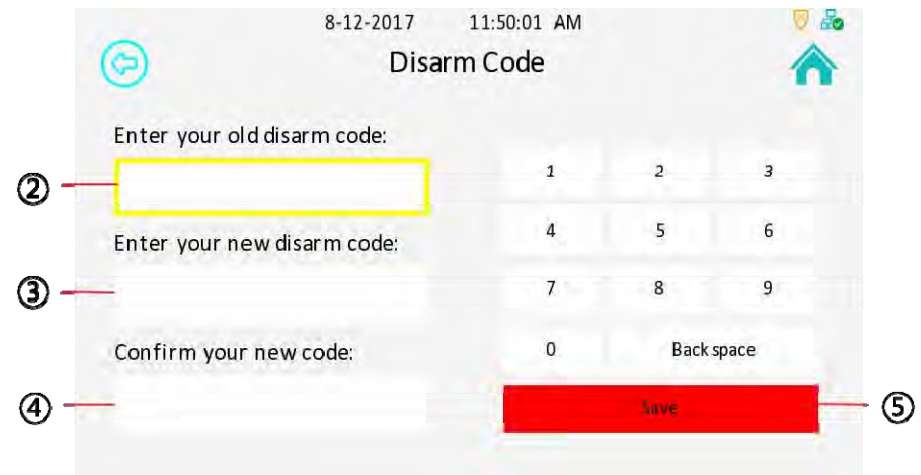 8-12-2017 11:50:01 AM
Disarm Code
Enter your old disarm code:
②
Enter your new disarm code:
③
Confirm your new code:
④
1 2 3
4 5 6
7 8 9
0 Backspace
Save ⑤